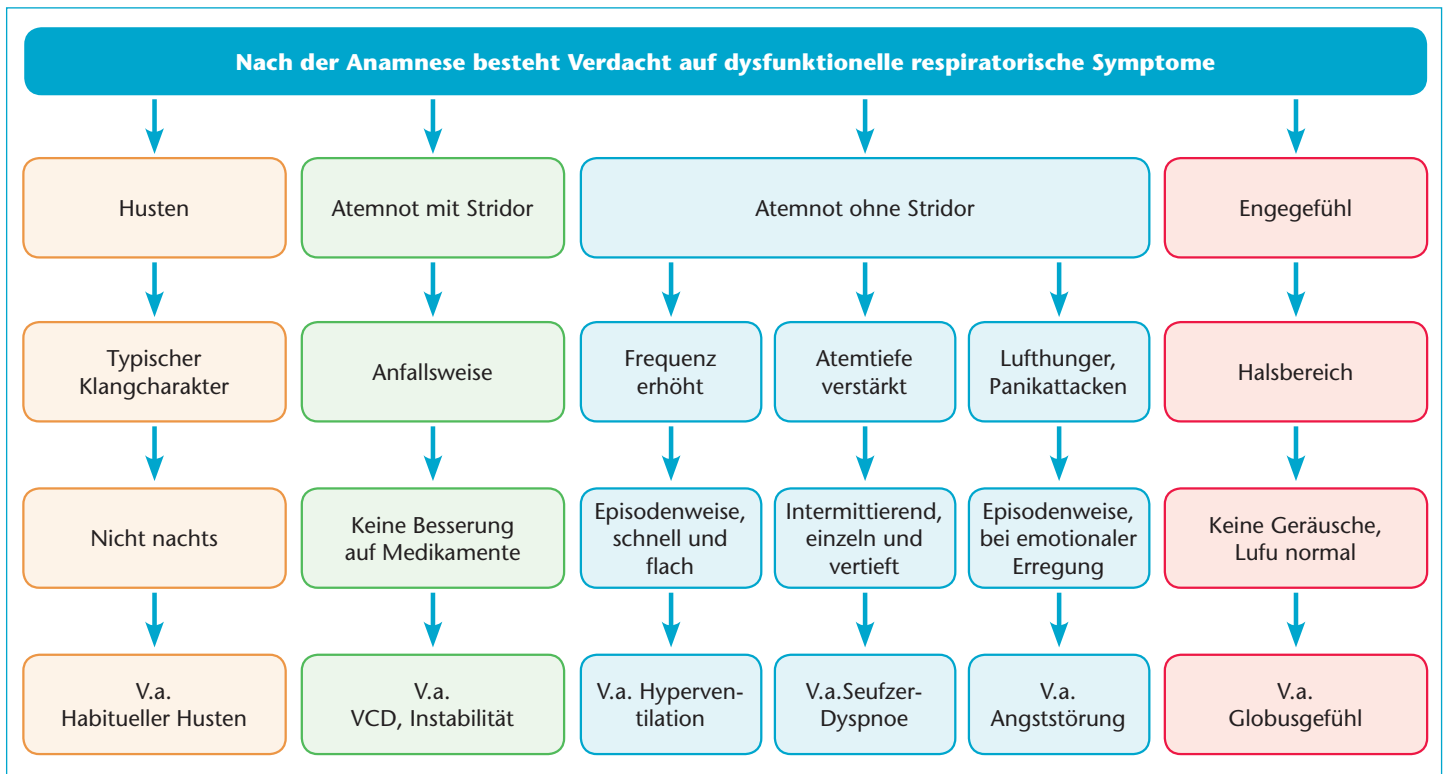 Nach der Anamnese besteht Verdacht auf dysfunktionelle respiratorische Symptome
Husten
Atemnot mit Stridor
Atemnot ohne Stridor
Engegefühl
Typischer
Klangcharakter
Anfallsweise
Frequenz
erhöht
Atemtiefe
verstärkt
Lufthunger,
Panikattacken
Halsbereich
Nicht nachts
Keine Besserung
auf Medikamente
Episodenweise,
schnell und
flach
Intermittierend,
einzeln und
vertieft
Episodenweise,
bei emotionaler
Erregung
Keine Geräusche,
Lufu normal
V.a.
Habitueller Husten
V.a.
VCD, Instabilität
V.a. Hyperven-
tilation
V.a.Seufzer-
Dyspnoe
V.a.
Angststörung
V.a.
Globusgefühl